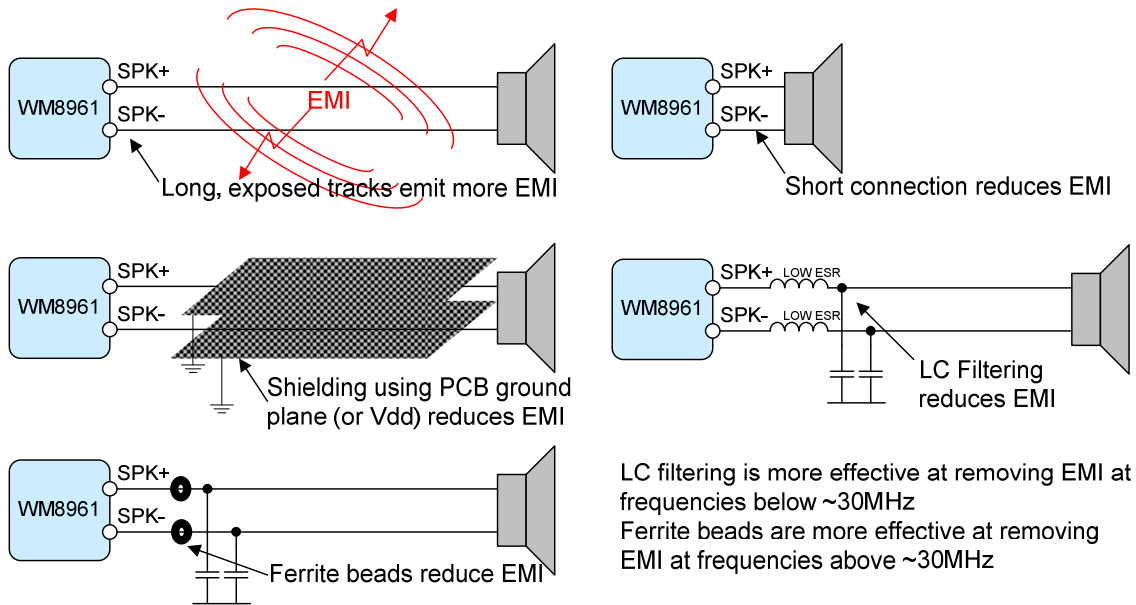 WM8961
SPK+
SPK-
EMI
Long, exposed tracks emit more EMI
WM8961
SPK+
SPK-
Short connection reduces EMI
WM8961
SPK+
SPK-
Shielding using PCB ground
plane (or Vdd) reduces EMI
WM8961
SPK+
LOW ESR
SPK-
LOW ESR
LC Filtering
reduces EMI
WM8961
SPK+
SPK-
Ferrite beads reduce EMI
LC filtering is more effective at removing EMI at
frequencies below ~30MHz
Ferrite beads are more effective at removing
EMI at frequencies above ~30MHz